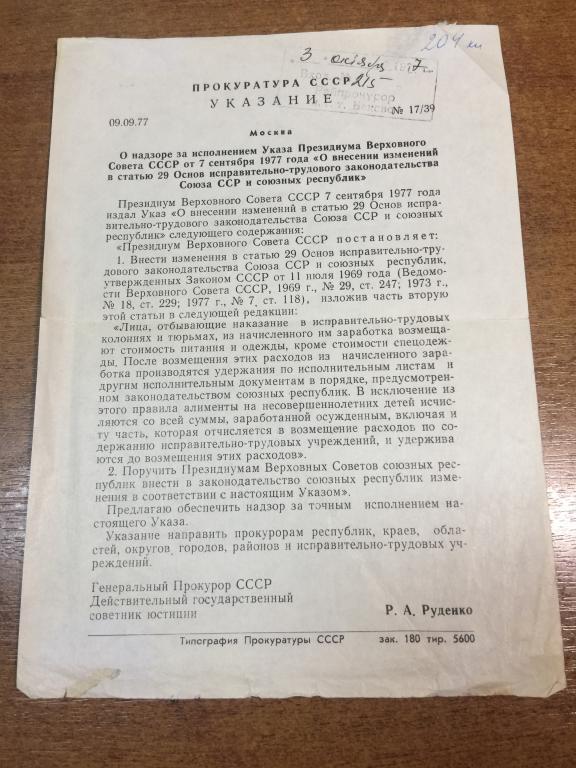 204 кл
3 октября 7
215
ПРОКУРАТУРА СССР
УКАЗАНИЕ
№ 17/39
09.09.77
Москва
О надзоре за исполнением Указа Президиума Верховного
Совета СССР от 7 сентября 1977 года «О внесении изменений
в статью 29 Основ исправительно-трудового законодательства
Союза ССР и союзных республик»
Президиум Верховного Совета СССР 7 сентября 1977 года
издал Указ «О внесении изменений в статью 29 Основ испра-
вительно-трудового законодательства Союза ССР и союзных
республик» следующего содержания:
«Президиум Верховного Совета СССР постановляет:
1. Внести изменения в статью 29 Основ исправительно-тру-
дового законодательства Союза ССР и союзных республик,
утвержденных Законом СССР от 11 июля 1969 года (Ведомо-
сти Верховного Совета СССР, 1969 г., № 29, ст. 247; 1973 г.,
№ 18, ст. 229; 1977 г., № 7, ст. 118), изложив часть вторую
этой статьи в следующей редакции:
«Лица, отбывающие наказание в исправительно-трудовых
колониях и тюрьмах, из начисленного им заработка возмеща-
ют стоимость питания и одежды, кроме стоимости спецодеж-
ды. После возмещения этих расходов из начисленного зара-
ботка производятся удержания по исполнительным листам и
другим исполнительным документам в порядке, предусмотрен-
ном законодательством союзных республик. В исключение из
этого правила алименты на несовершеннолетних детей исчис-
ляются со всей суммы, заработанной осужденным, включая и
ту часть, которая отчисляется в возмещение расходов по со-
держанию исправительно-трудовых учреждений, и удержива
ются до возмещения этих расходов».
2. Поручить Президиумам Верховных Советов союзных рес-
публик внести в законодательство союзных республик изме-
нения в соответствии с настоящим Указом».
Предлагаю обеспечить надзор за точным исполнением на-
стоящего Указа.
Указание направить прокурорам республик, краев, облас-
тей, округов, городов, районов и исправительно-трудовых уч-
реждений.
Генеральный Прокурор СССР
Действительный государственный
советник юстиции
Р. А. Руденко
Типография Прокуратуры СССР зак. 180 тир. 5600